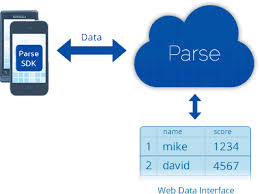 Parse
SDK
Data
Parse
name score
1 mike 1234
2 david 4567
Web Data Interface